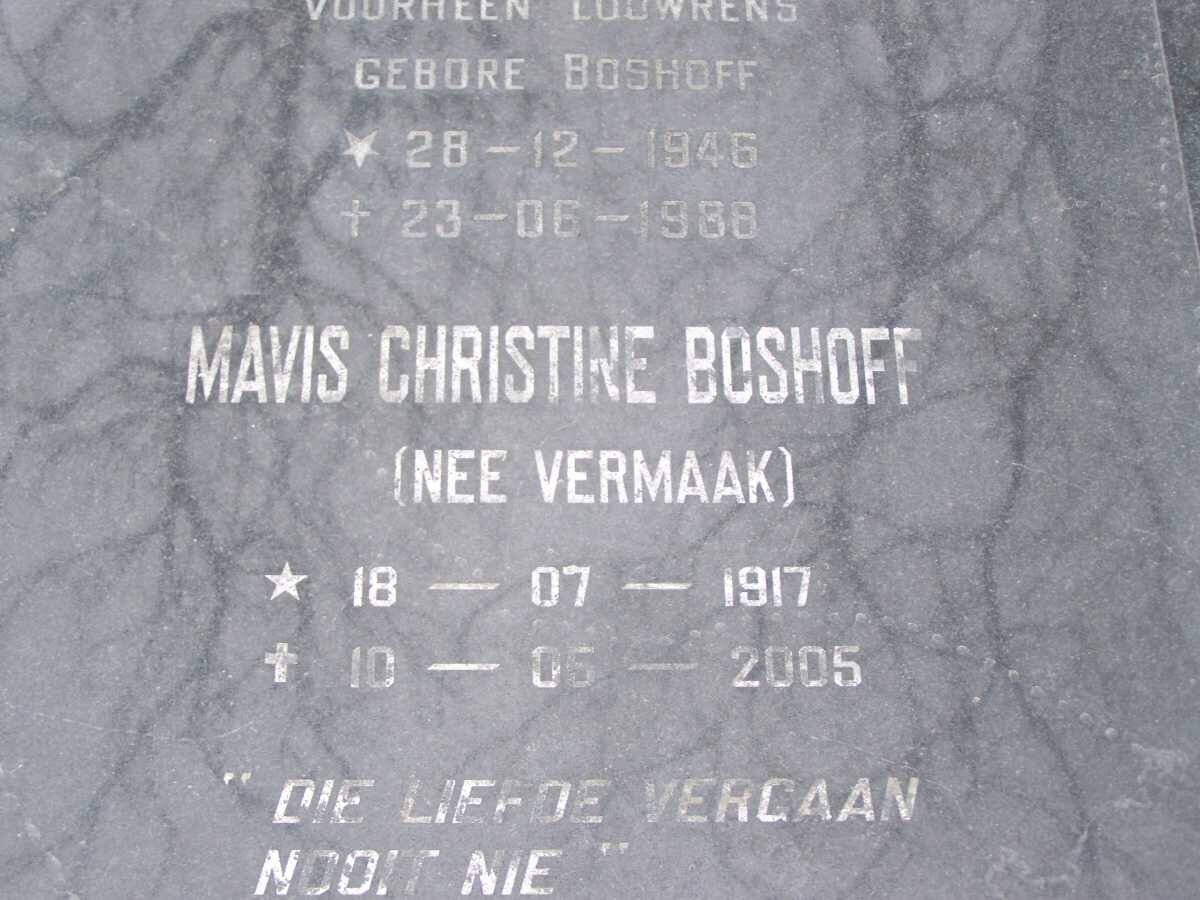 VOORHEEN LOUWRENS
GEBORE BOSHOFF
★ 28-12-1946
✝ 23-06-1988
MAVIS CHRISTINE BOSHOFF
(NEE VERMAAK)
★ 18-07-1917
✝ 10-06-2005
"DIE LIEFDE VERGAAN
NOOIT NIE"